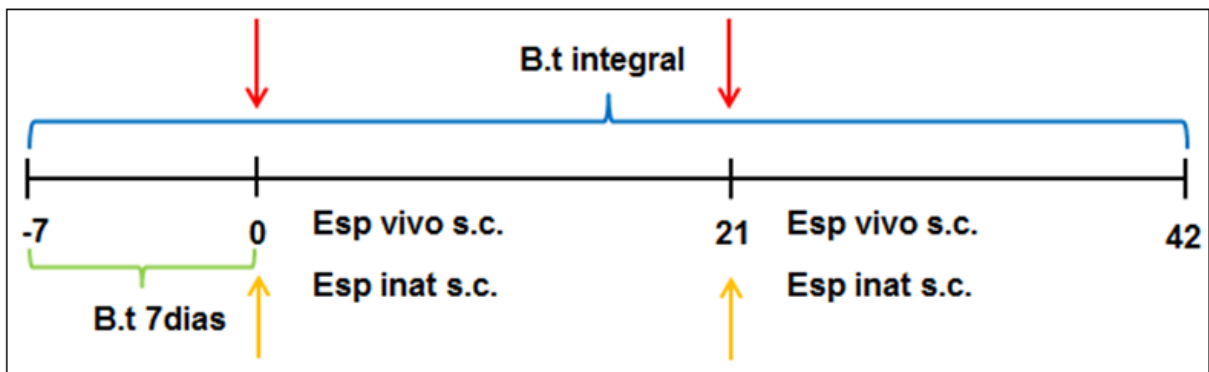 B.t integral
-7 0 Esp vivo s.c. 21 Esp vivo s.c. 42
Esp inat s.c. Esp inat s.c.
B.t 7dias